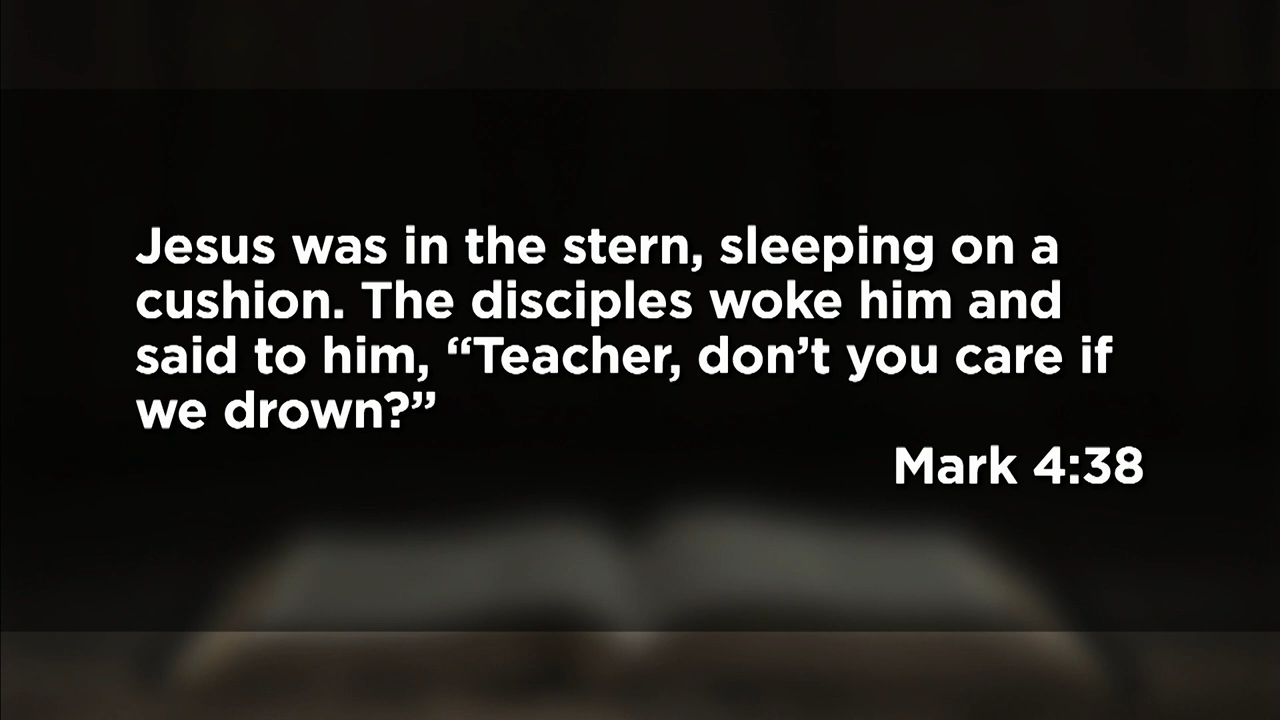 Jesus was in the stern, sleeping on a
cushion. The disciples woke him and
said to him, “Teacher, don’t you care if
we drown?”
Mark 4:38